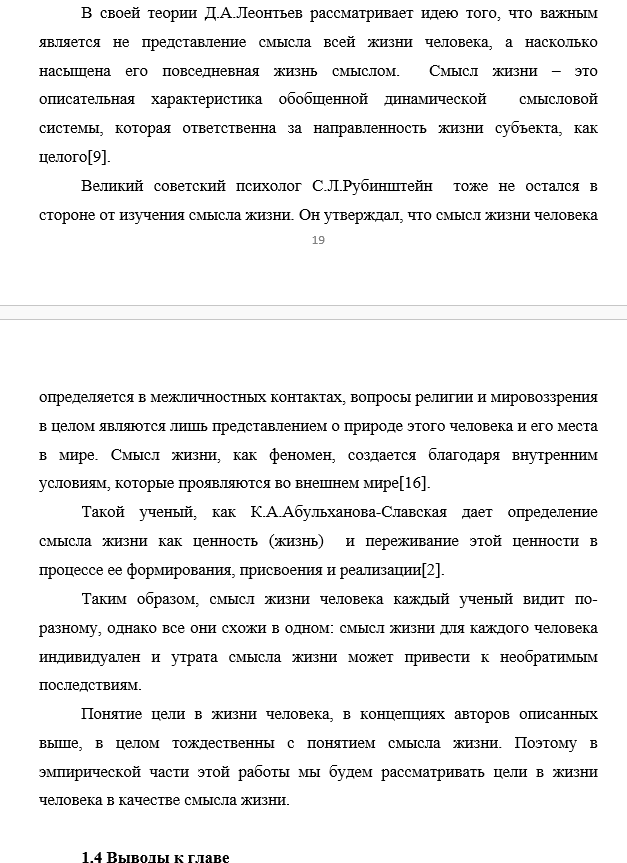 В своей теории Д.А.Леонтьев рассматривает идею того, что важным
является не представление смысла всей жизни человека, а насколько
насыщена его повседневная жизнь смыслом. Смысл жизни – это
описательная характеристика обобщенной динамической смысловой
системы, которая ответственна за направленность жизни субъекта, как
целого[9].
Великий советский психолог С.Л.Рубинштейн тоже не остался в
стороне от изучения смысла жизни. Он утверждал, что смысл жизни человека
19
определяется в межличностных контактах, вопросы религии и мировоззрения
в целом являются лишь представлением о природе этого человека и его места
в мире. Смысл жизни, как феномен, создается благодаря внутренним
условиям, которые проявляются во внешнем мире[16].
Такой ученый, как К.А.Абульханова-Славская дает определение
смысла жизни как ценность (жизнь) и переживание этой ценности в
процессе ее формирования, присвоения и реализации[2].
Таким образом, смысл жизни человека каждый ученый видит по-
разному, однако все они схожи в одном: смысл жизни для каждого человека
индивидуален и утрата смысла жизни может привести к необратимым
последствиям.
Понятие цели в жизни человека, в концепциях авторов описанных
выше, в целом тождественны с понятием смысла жизни. Поэтому в
эмпирической части этой работы мы будем рассматривать цели в жизни
человека в качестве смысла жизни.
1.4 Выводы к главе